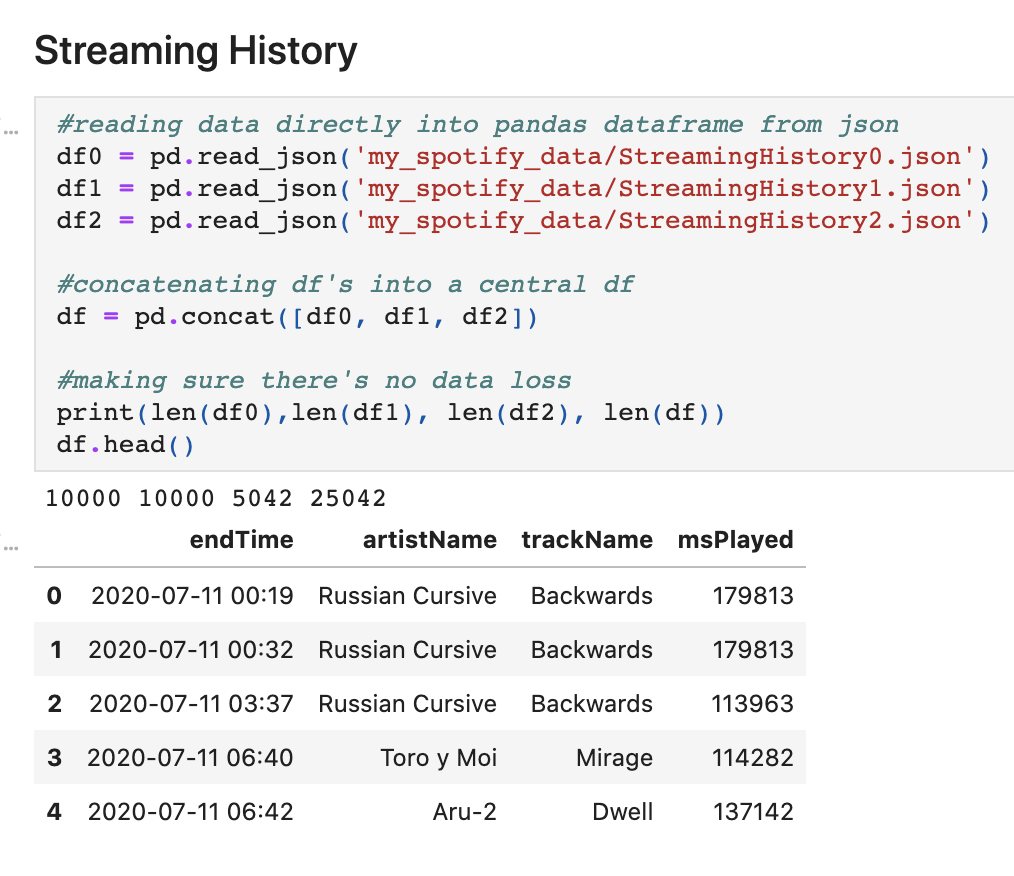 Streaming History
#reading data directly into pandas dataframe from json
df0 = pd.read_json('my_spotify_data/StreamingHistory0.json')
df1 = pd.read_json('my_spotify_data/StreamingHistory1.json')
df2 = pd.read_json('my_spotify_data/StreamingHistory2.json')
#concatenating df's into a central df
df = pd.concat([df0, df1, df2])
#making sure there's no data loss
print(len(df0),len(df1), len(df2), len(df))
df.head()
10000 10000 5042 25042
endTime artistName trackName msPlayed
0 2020-07-11 00:19 Russian Cursive Backwards 179813
1 2020-07-11 00:32 Russian Cursive Backwards 179813
2 2020-07-11 03:37 Russian Cursive Backwards 113963
3 2020-07-11 06:40 Toro y Moi Mirage 114282
4 2020-07-11 06:42 Aru-2 Dwell 137142